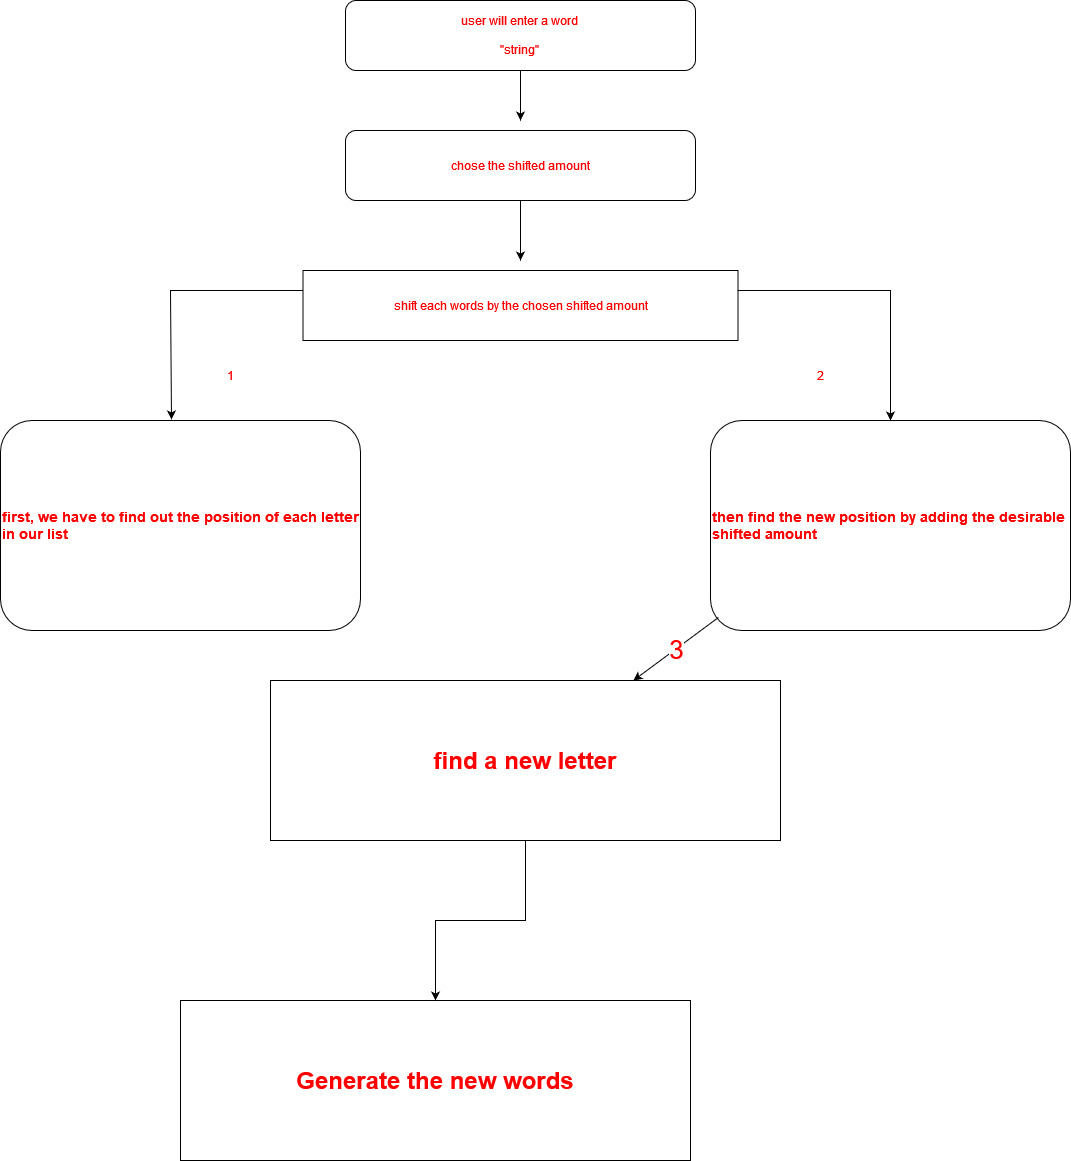 user will enter a word
"string"
chose the shifted amount
shift each words by the chosen shifted amount
1
2
first, we have to find out the position of each letter
in our list
then find the new position by adding the desirable
shifted amount
3
find a new letter
Generate the new words